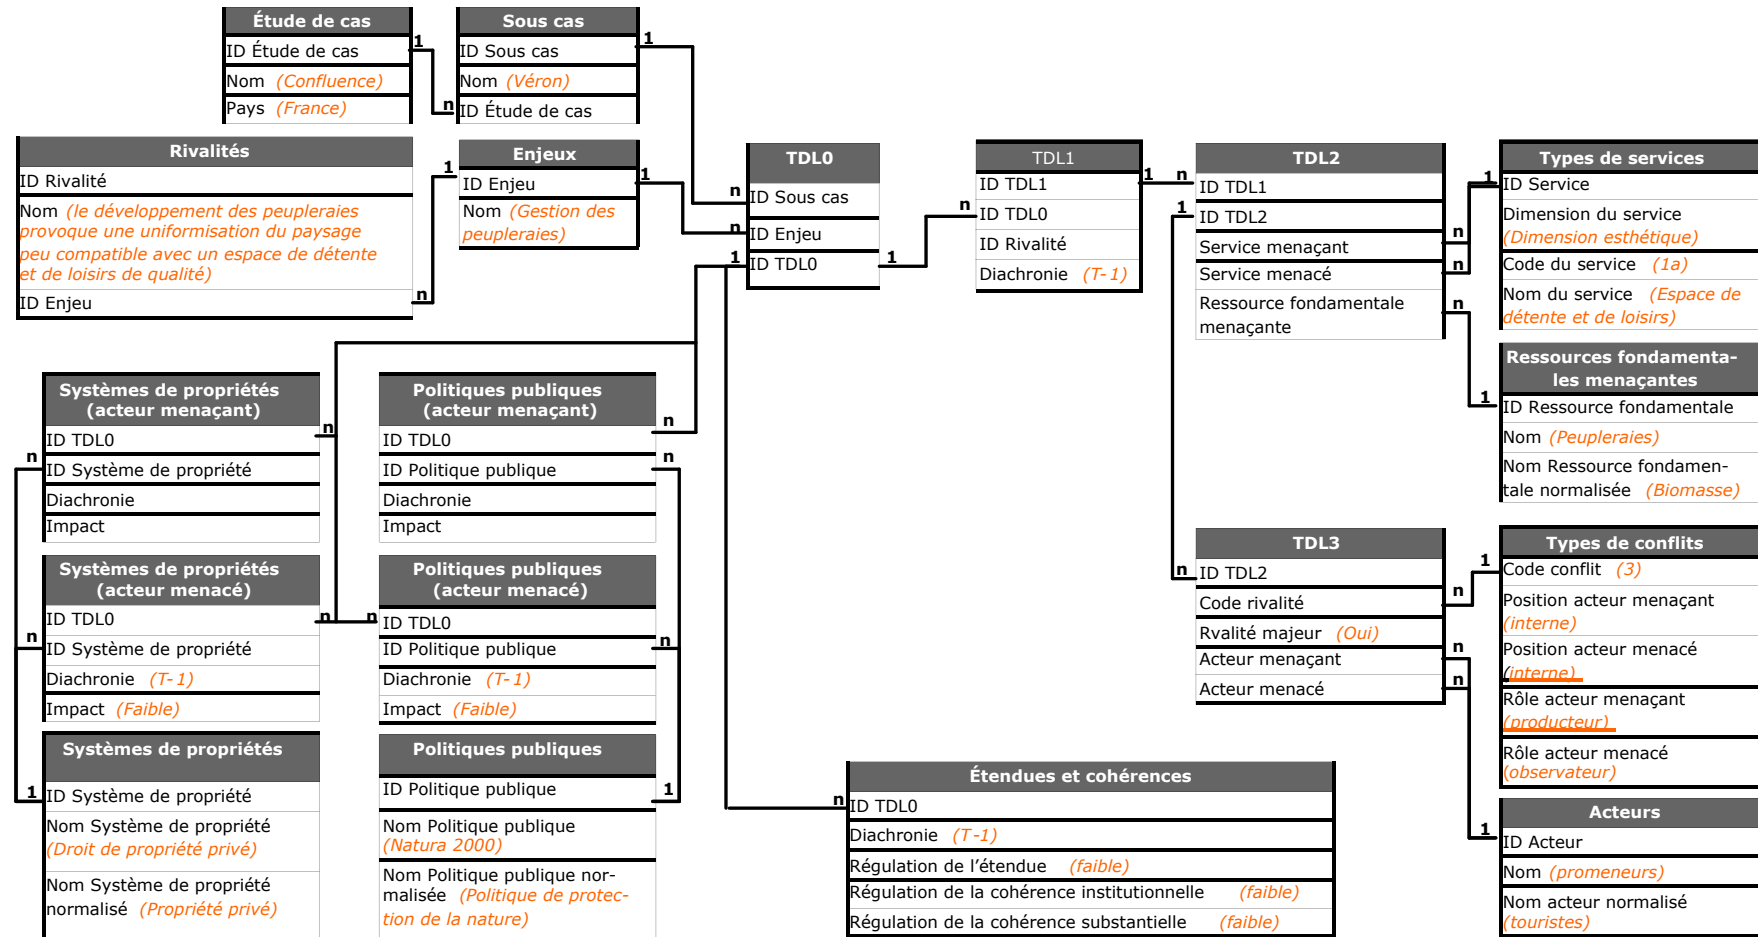 Étude de cas
ID Étude de cas
Nom (Confluence)
Pays (France)
1
n
Sous cas
ID Sous cas
Nom (Véron)
ID Étude de cas
1
Rivalités
ID Rivalité
Nom (le développement des peupleraies
provoque une uniformisation du paysage
peu compatible avec un espace de détente
et de loisirs de qualité)
ID Enjeu
n
1
Enjeux
ID Enjeu
Nom (Gestion des
peupleraies)
1
TDL0
n
ID Sous cas
n
ID Enjeu
1
ID TDL0
1
TDL1
ID TDL1
n
ID TDL0
ID Rivalité
Diachronie (T-1)
1
n
TDL2
ID TDL1
1
ID TDL2
Service menaçant
n
Service menacé
n
Ressource fondamentale
menaçante
n
Types de services
1
ID Service
Dimension du service
(Dimension esthétique)
Code du service (1a)
Nom du service (Espace de
détente et de loisirs)
Ressources fondamenta-
les menaçantes
1
ID Ressource fondamentale
Nom (Peupleraies)
Nom Ressource fondamen-
tale normalisée (Biomasse)
Systèmes de propriétés
(acteur menaçant)
ID TDL0
n
n
ID Système de propriété
Diachronie
Impact
Politiques publiques
(acteur menaçant)
ID TDL0
n
ID Politique publique
n
Diachronie
Impact
Systèmes de propriétés
(acteur menacé)
ID TDL0
n
n
ID Système de propriété
Diachronie (T-1)
Impact (Faible)
Politiques publiques
(acteur menacé)
n
ID TDL0
ID Politique publique
n
Diachronie (T-1)
Impact (Faible)
Systèmes de propriétés
1
ID Système de propriété
Nom Système de propriété
(Droit de propriété privé)
Nom Système de propriété
normalisé (Propriété privé)
Politiques publiques
ID Politique publique
1
Nom Politique publique
(Natura 2000)
Nom Politique publique nor-
malisée (Politique de protec-
tion de la nature)
Étendues et cohérences
n
ID TDL0
Diachronie (T-1)
Régulation de l’étendue (faible)
Régulation de la cohérence institutionnelle (faible)
Régulation de la cohérence substantielle (faible)
TDL3
n
ID TDL2
Code rivalité
n
Rvalité majeur (Oui)
Acteur menaçant
n
Acteur menacé
n
Types de conflits
1
Code conflit (3)
Position acteur menaçant
(interne)
Position acteur menacé
(interne)
Rôle acteur menaçant
(producteur)
Rôle acteur menacé
(observateur)
Acteurs
1
ID Acteur
Nom (promeneurs)
Nom acteur normalisé
(touristes)